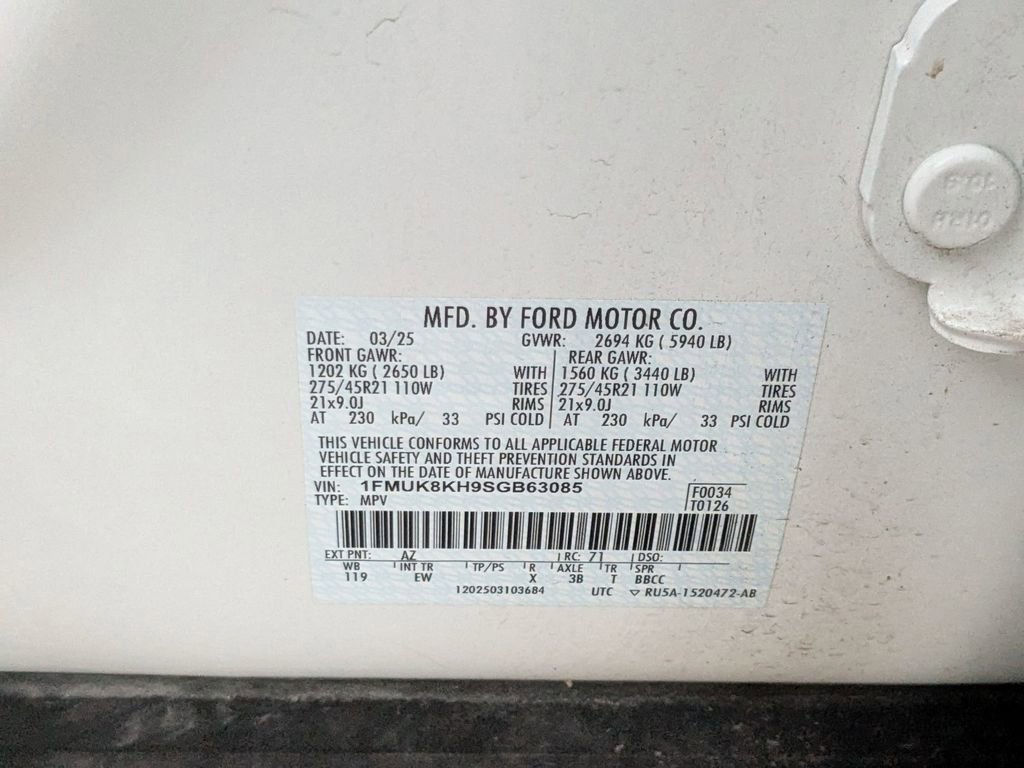 MFD. BY FORD MOTOR CO.
DATE: 03/25 GVWR: 2694 KG ( 5940 LB)
FRONT GAWR: REAR GAWR:
1202 KG ( 2650 LB) WITH 1560 KG ( 3440 LB) WITH
275/45R21 110W TIRES 275/45R21 110W TIRES
21x9.0J RIMS 21x9.0J RIMS
AT 230 kPa/ 33 PSI COLD AT 230 kPa/ 33 PSI COLD
THIS VEHICLE CONFORMS TO ALL APPLICABLE FEDERAL MOTOR
VEHICLE SAFETY AND THEFT PREVENTION STANDARDS IN
EFFECT ON THE DATE OF MANUFACTURE SHOWN ABOVE.
VIN: 1FMUK8KH9SGB63085 F0034
TYPE: MPV T0126
EXT PNT: AZ RC: 71 DSO:
WB INT TR TP/PS R AXLE TR SPR
119 EW X 3B T BBCC
1202503103684 UTC ▽ RU5A-1520472-AB